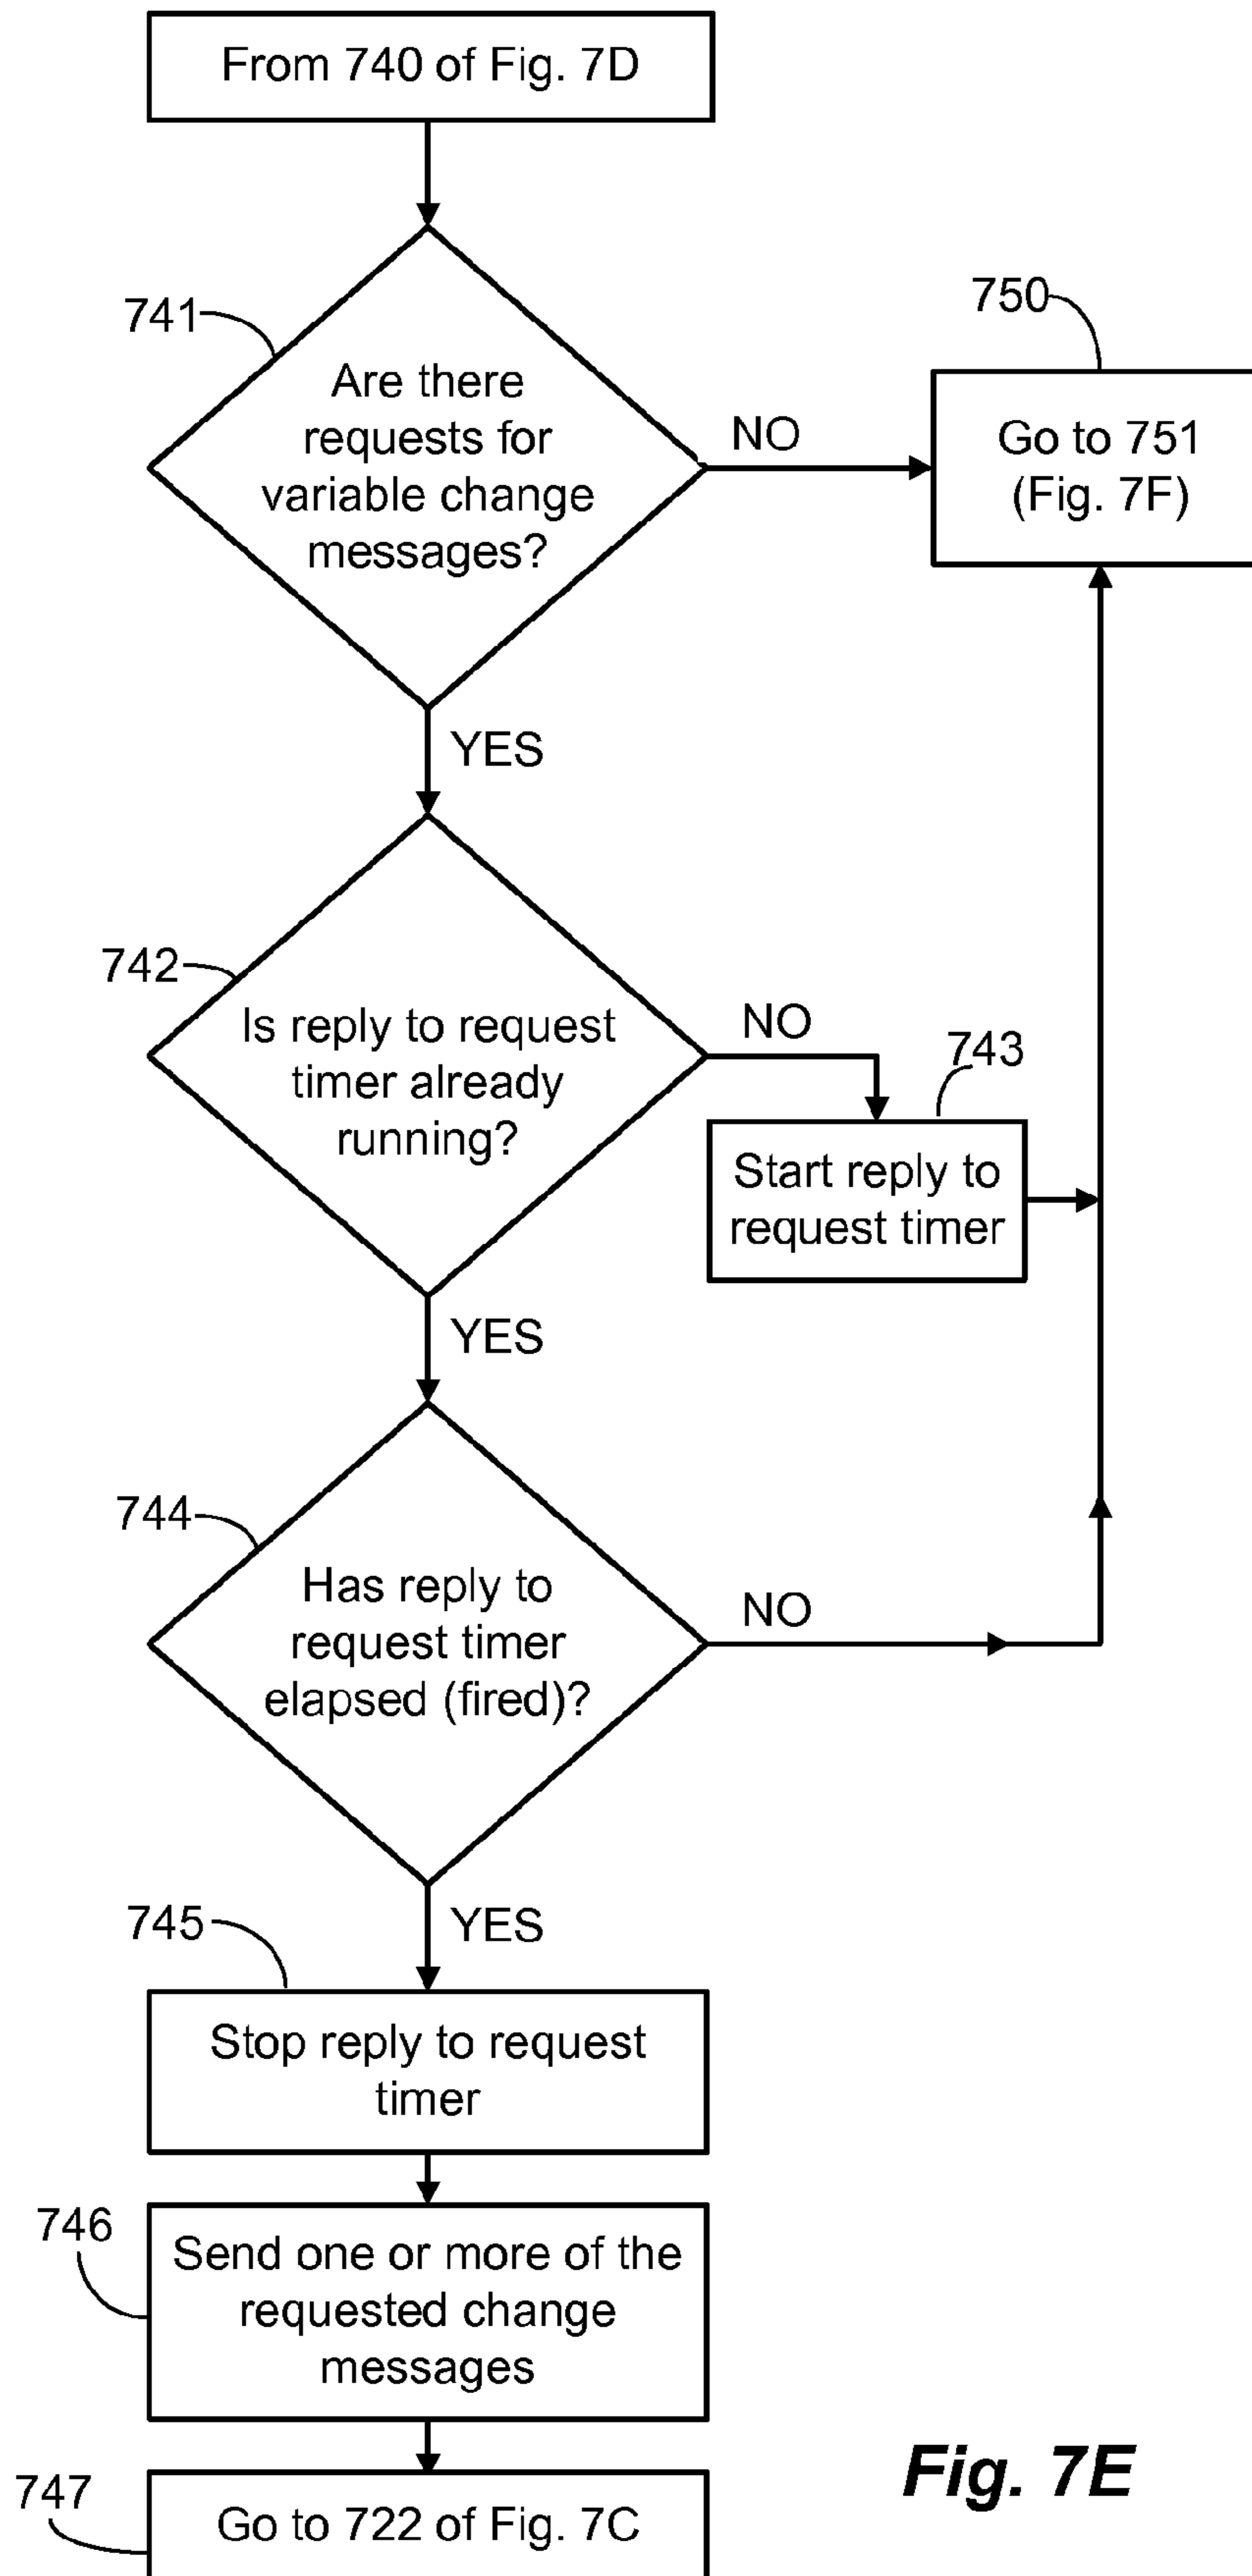 From 740 of Fig. 7D
741
Are there
requests for
variable change
messages?
NO
750
Go to 751
(Fig. 7F)
YES
742
Is reply to request
timer already
running?
NO
743
Start reply to
request timer
YES
744
Has reply to
request timer
elapsed (fired)?
NO
YES
745
Stop reply to request
timer
746
Send one or more of the
requested change
messages
747
Go to 722 of Fig. 7C
Fig. 7E